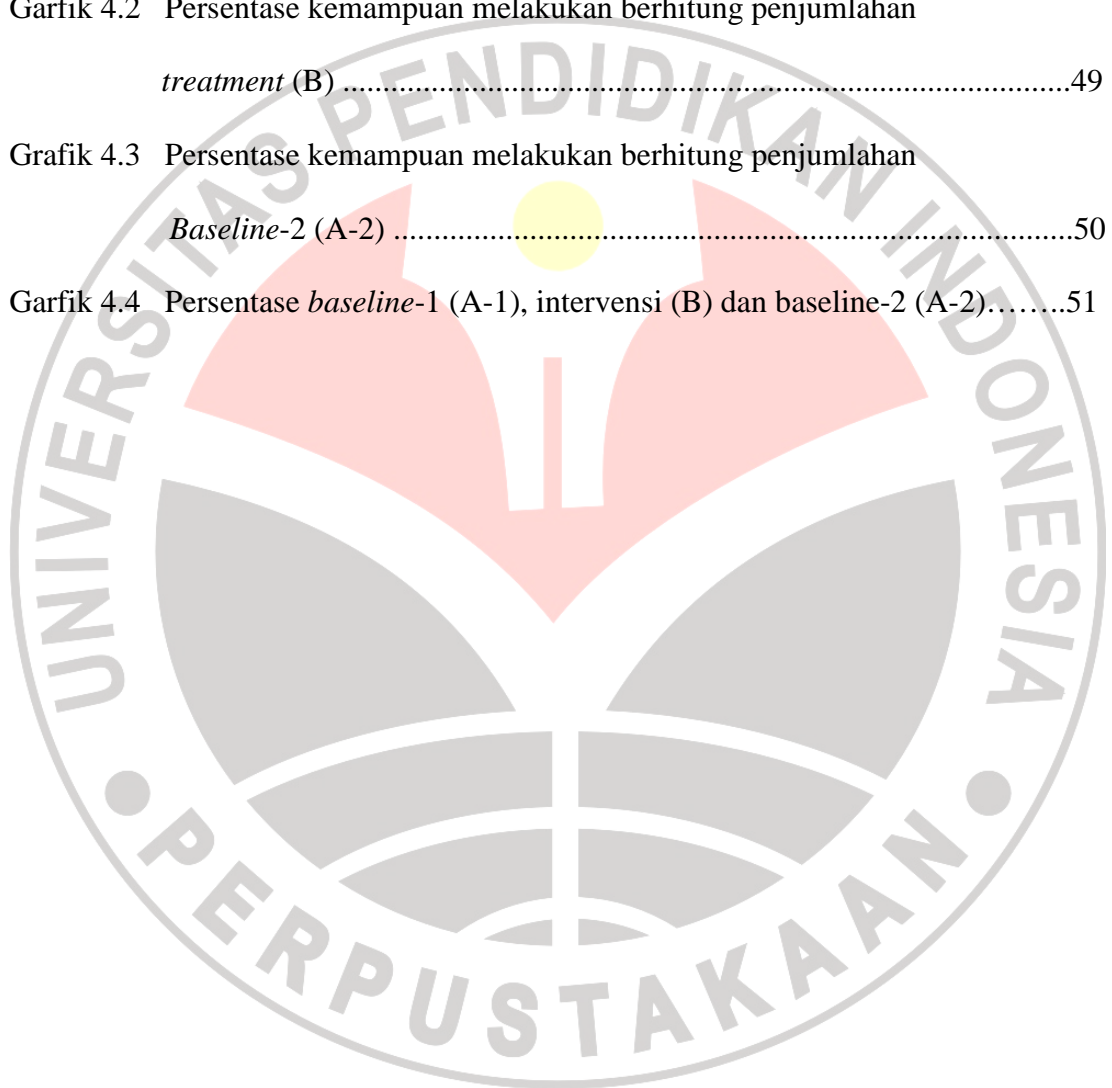 Garfik 4.2 Persentase kemampuan melakukan berhitung penjumlahan
treatment (B) ............................................................................................49
Grafik 4.3 Persentase kemampuan melakukan berhitung penjumlahan
Baseline-2 (A-2) ......................................................................................50
Garfik 4.4 Persentase baseline-1 (A-1), intervensi (B) dan baseline-2 (A-2)……..51
UNIVERSITAS PENDIDIKAN INDONESIA
PERPUSTAKAAN